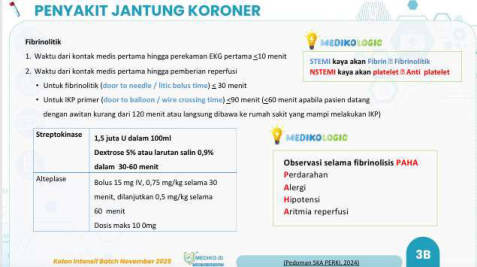 PENYAKIT JANTUNG KORONER
Fibrinolitik
1. Waktu dari kontak medis pertama hingga perekaman EKG pertama ≤10 menit
2. Waktu dari kontak medis pertama hingga pemberian reperfusi
• Untuk fibrinolitik (door to needle / litic bolus time) ≤ 30 menit
• Untuk IKP primer (door to balloon / wire crossing time) ≤90 menit (≤60 menit apabila pasien datang
dengan awitan kurang dari 120 menit atau langsung dibawa ke rumah sakit yang mampu melakukan IKP)
MEDIKOLOGIC
STEMI kaya akan Fibrin Fibrinolitik
NSTEMI kaya akan platelet Anti platelet
Streptokinase
1,5 juta U dalam 100ml
Dextrose 5% atau larutan salin 0,9%
dalam 30-60 menit
Alteplase
Bolus 15 mg IV, 0,75 mg/kg selama 30
menit, dilanjutkan 0,5 mg/kg selama
60 menit
Dosis maks 10 0mg
MEDIKOLOGIC
Observasi selama fibrinolisis PAHA
Perdarahan
Alergi
Hipotensi
Aritmia reperfusi
Kelan Intensif Batch November 2025
MEDIKO.ID
(Pedoman SKA PERKI, 2024)
3B